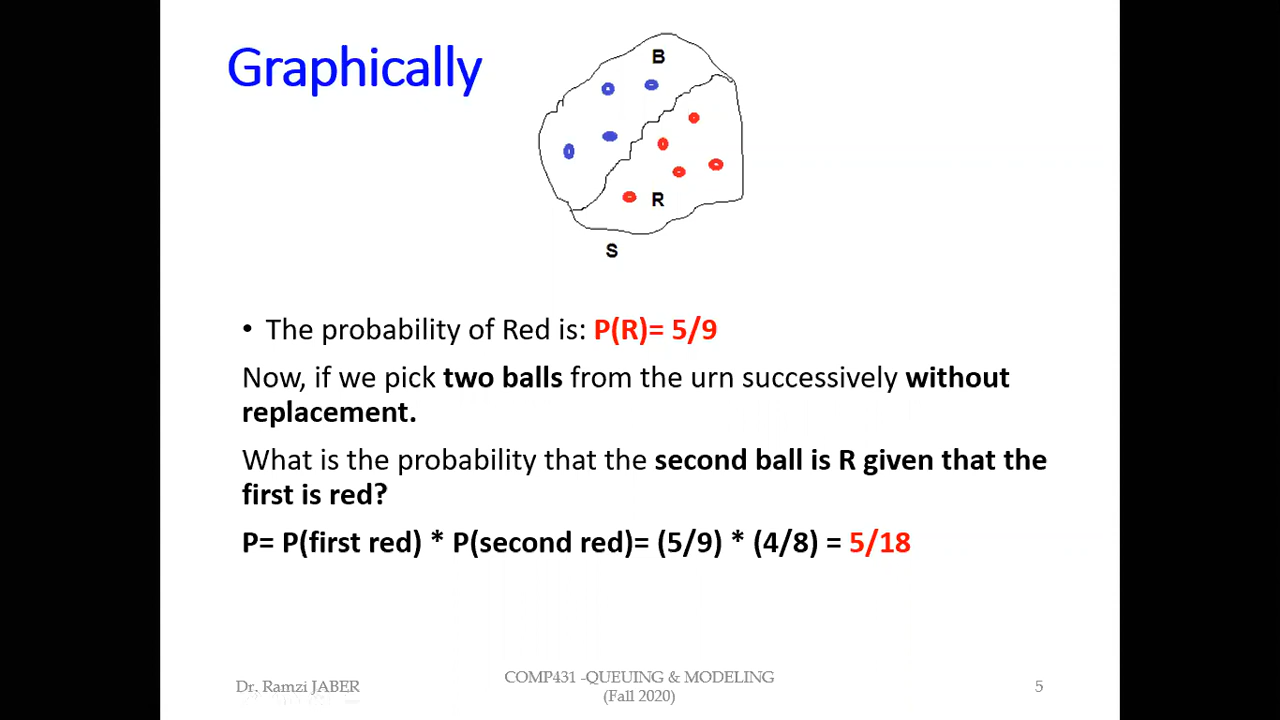 Graphically
B
R
S
• The probability of Red is: P(R)= 5/9
Now, if we pick two balls from the urn successively without
replacement.
What is the probability that the second ball is R given that the
first is red?
P= P(first red) * P(second red)= (5/9) * (4/8) = 5/18
Dr. Ramzi JABER
COMP431 -QUEUING & MODELING
(Fall 2020)
5